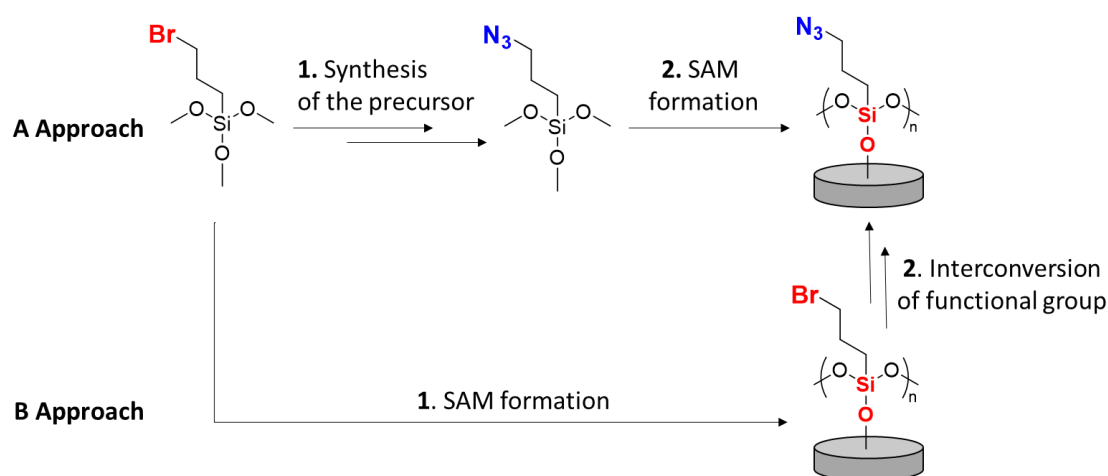 Br
N3
N3
1. Synthesis
of the precursor
2. SAM
formation
A Approach
O Si O
O
O Si O
O
O Si O n
O
2. Interconversion
of functional group
Br
O Si O n
O
B Approach
1. SAM formation